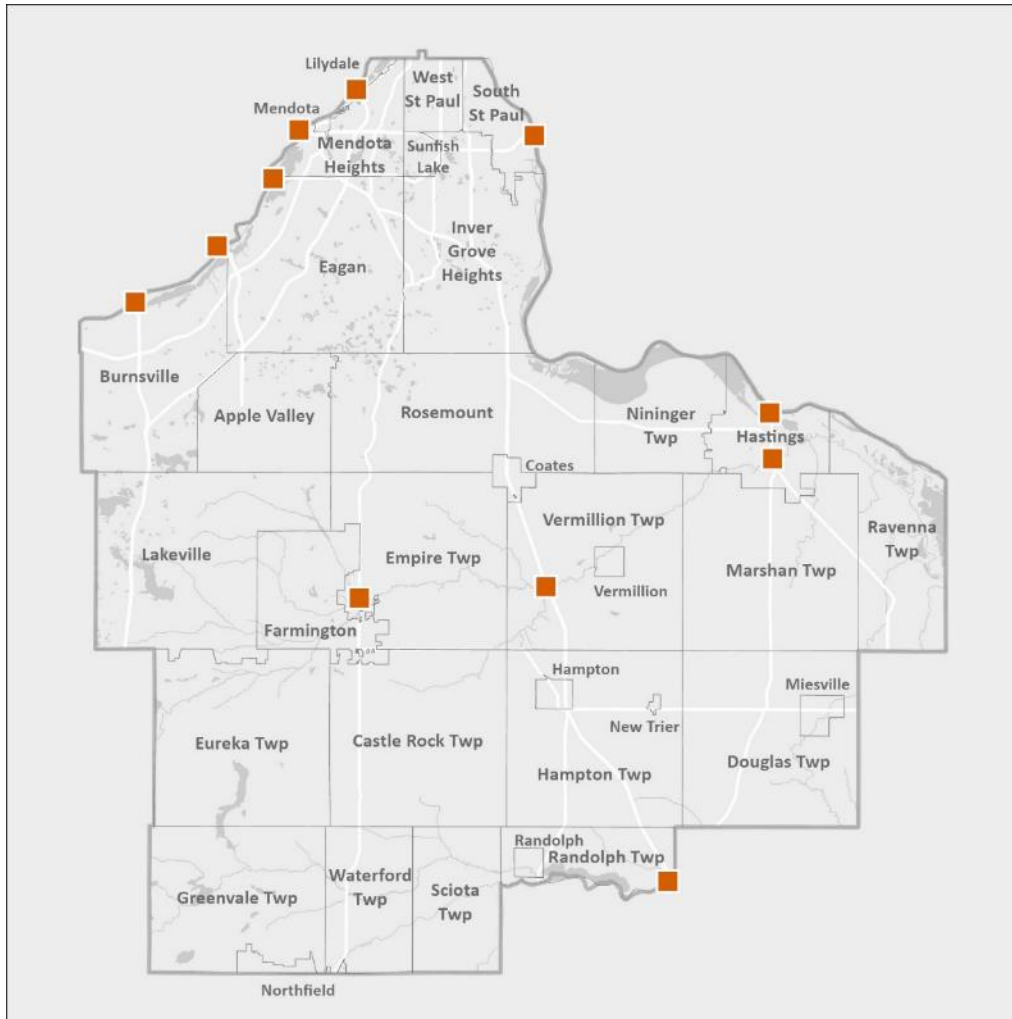 Lilydale
West
St Paul
South
St Paul
Mendota
Mendota
Heights
Sunfish
Lake
Inver
Grove
Heights
Eagan
Burnsville
Apple Valley
Rosemount
Nininger
Twp
Hastings
Coates
Lakeville
Empire Twp
Vermillion Twp
Vermillion
Marshan Twp
Ravenna
Twp
Farmington
Hampton
Miesville
New Trier
Eureka Twp
Castle Rock Twp
Hampton Twp
Douglas Twp
Randolph
Randolph Twp
Greenvale Twp
Waterford
Twp
Sciota
Twp
Northfield